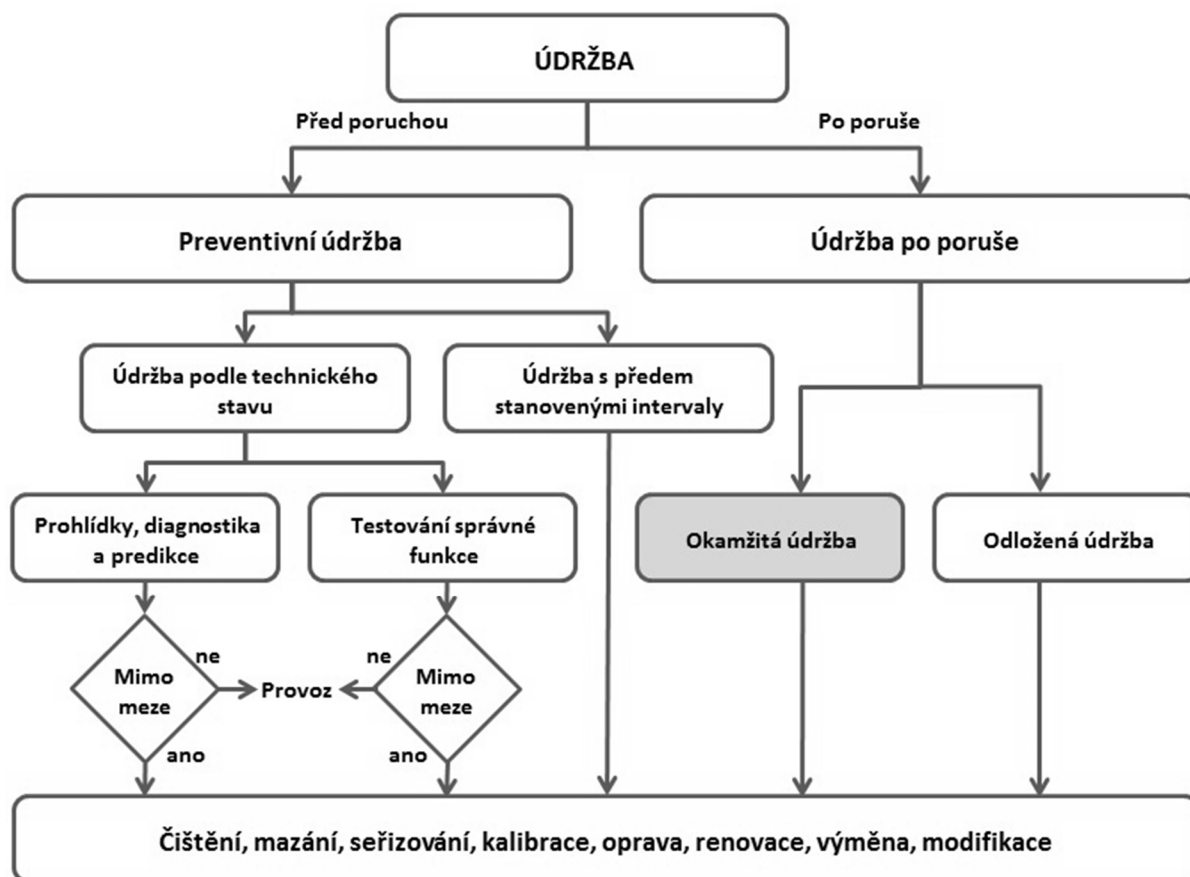 ÚDRŽBA
Před poruchou
Po poruše
Preventivní údržba
Údržba po poruše
Údržba podle technického
stavu
Údržba s předem
stanovenými intervaly
Prohlídky, diagnostika
a predikce
Testování správné
funkce
Okamžitá údržba
Odložená údržba
ne
ne
Mimo
meze
Provoz
Mimo
meze
ano
ano
Čištění, mazání, seřizování, kalibrace, oprava, renovace, výměna, modifikace